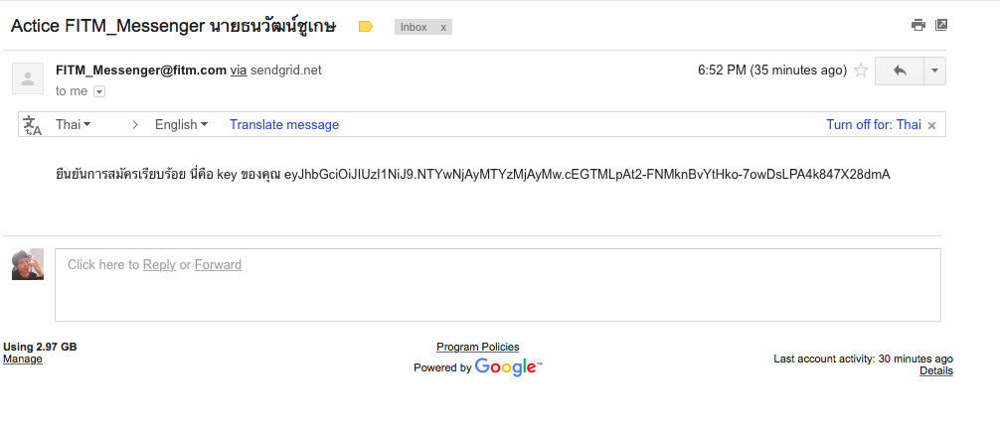 Actice FITM_Messenger นายธนวัฒน์ชูเกษ
Inbox x
FITM_Messenger@fitm.com via sendgrid.net
6:52 PM (35 minutes ago)
to me
Thai > English Translate message
Turn off for: Thai x
ยืนยันการสมัครเรียบร้อย นี่คือ key ของคุณ eyJhbGciOiJIUzI1NiJ9.NTYwNjAyMTYzMjAyMw.cEGTMLpAt2-FNMknBvYtHko-7owDsLPA4k847X28dmA
Click here to Reply or Forward
Using 2.97 GB
Manage
Program Policies
Powered by Google™
Last account activity: 30 minutes ago
Details